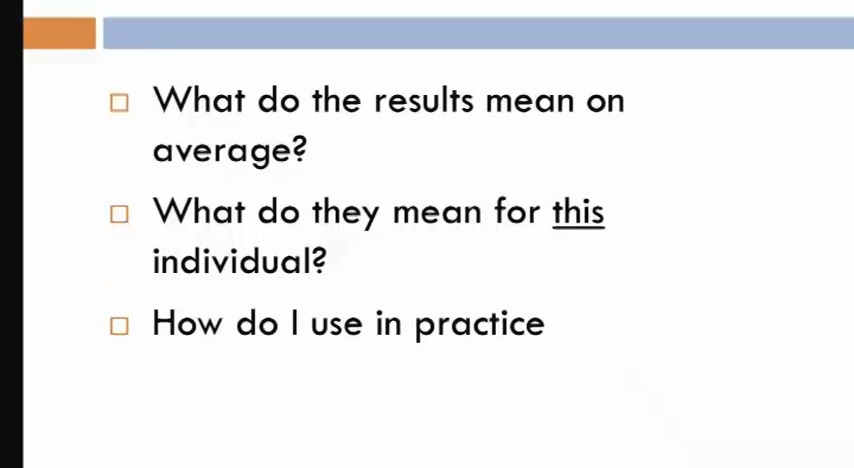 What do the results mean on
average?
What do they mean for this
individual?
How do I use in practice